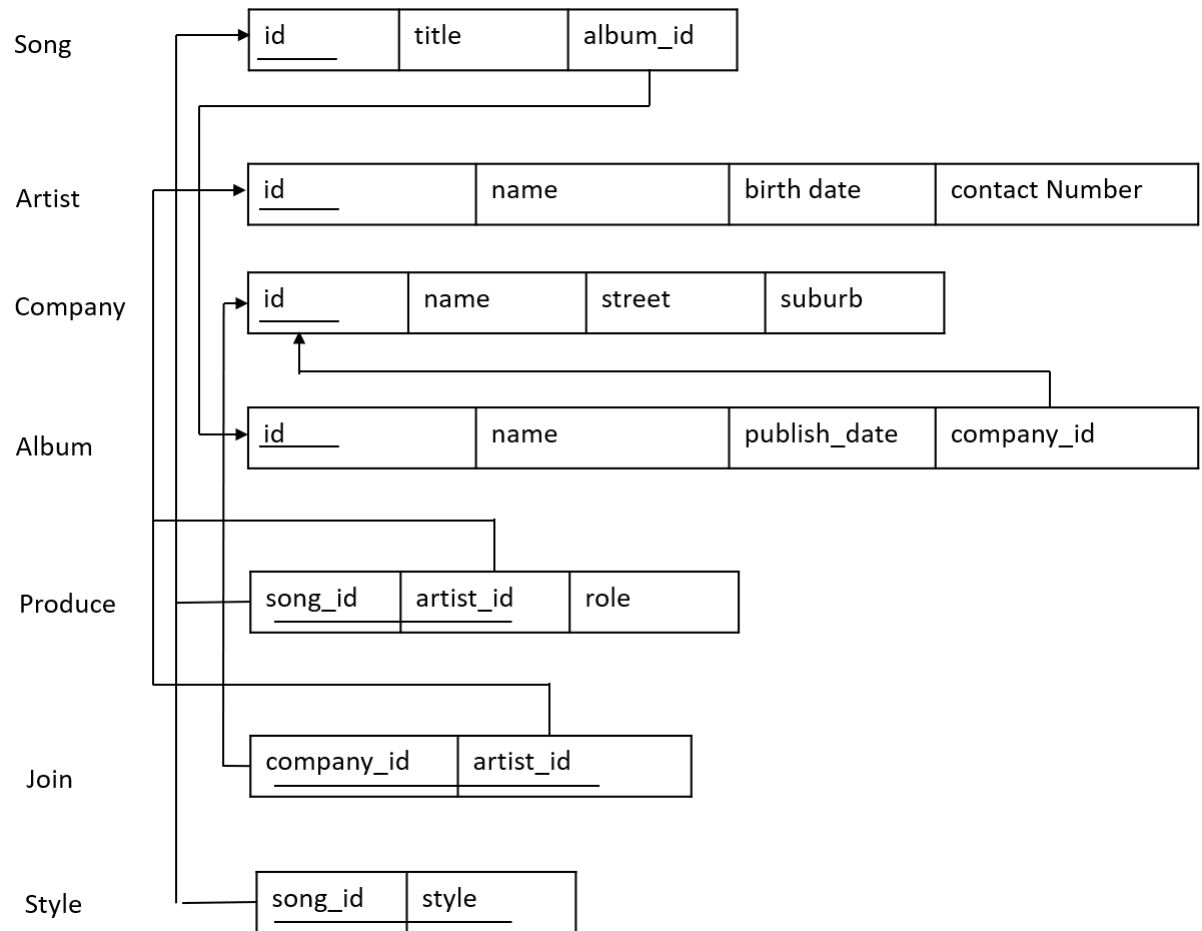 Song id title album_id
Artist id name birth date contact Number
Company id name street suburb
Album id name publish_date company_id
Produce song_id artist_id role
Join company_id artist_id
Style song_id style